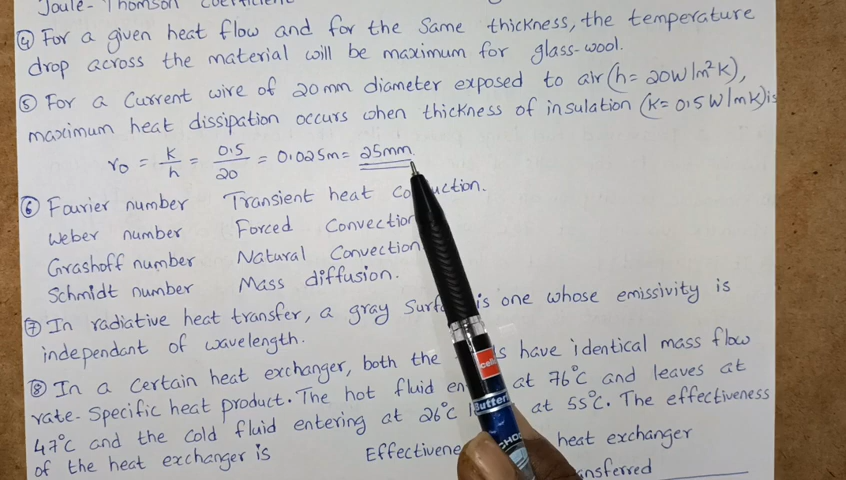 Joule - Thomson Coefficient
④ For a given heat flow and for the same thickness, the temperature
drop across the material will be maximum for glass-wool.
⑤ For a current wire of 20mm diameter exposed to air (h= 20W/m²K),
maximum heat dissipation occurs when thickness of insulation (K= 0.5W/mK) is
r₀ = K/h = 0.5/20 = 0.025m = 25mm
⑥ Fourier number Transient heat conduction.
Weber number Forced Convection
Grashoff number Natural Convection
Schmidt number Mass diffusion.
⑦ In radiative heat transfer, a gray surface is one whose emissivity is
independant of wavelength.
⑧ In a certain heat exchanger, both the have identical mass flow
rate - Specific heat product. The hot fluid at 76°C and leaves at
47°C and the cold fluid entering at 26°C at 55°C. The effectiveness
of the heat exchanger is Effectiveness heat exchanger
cello
Butter